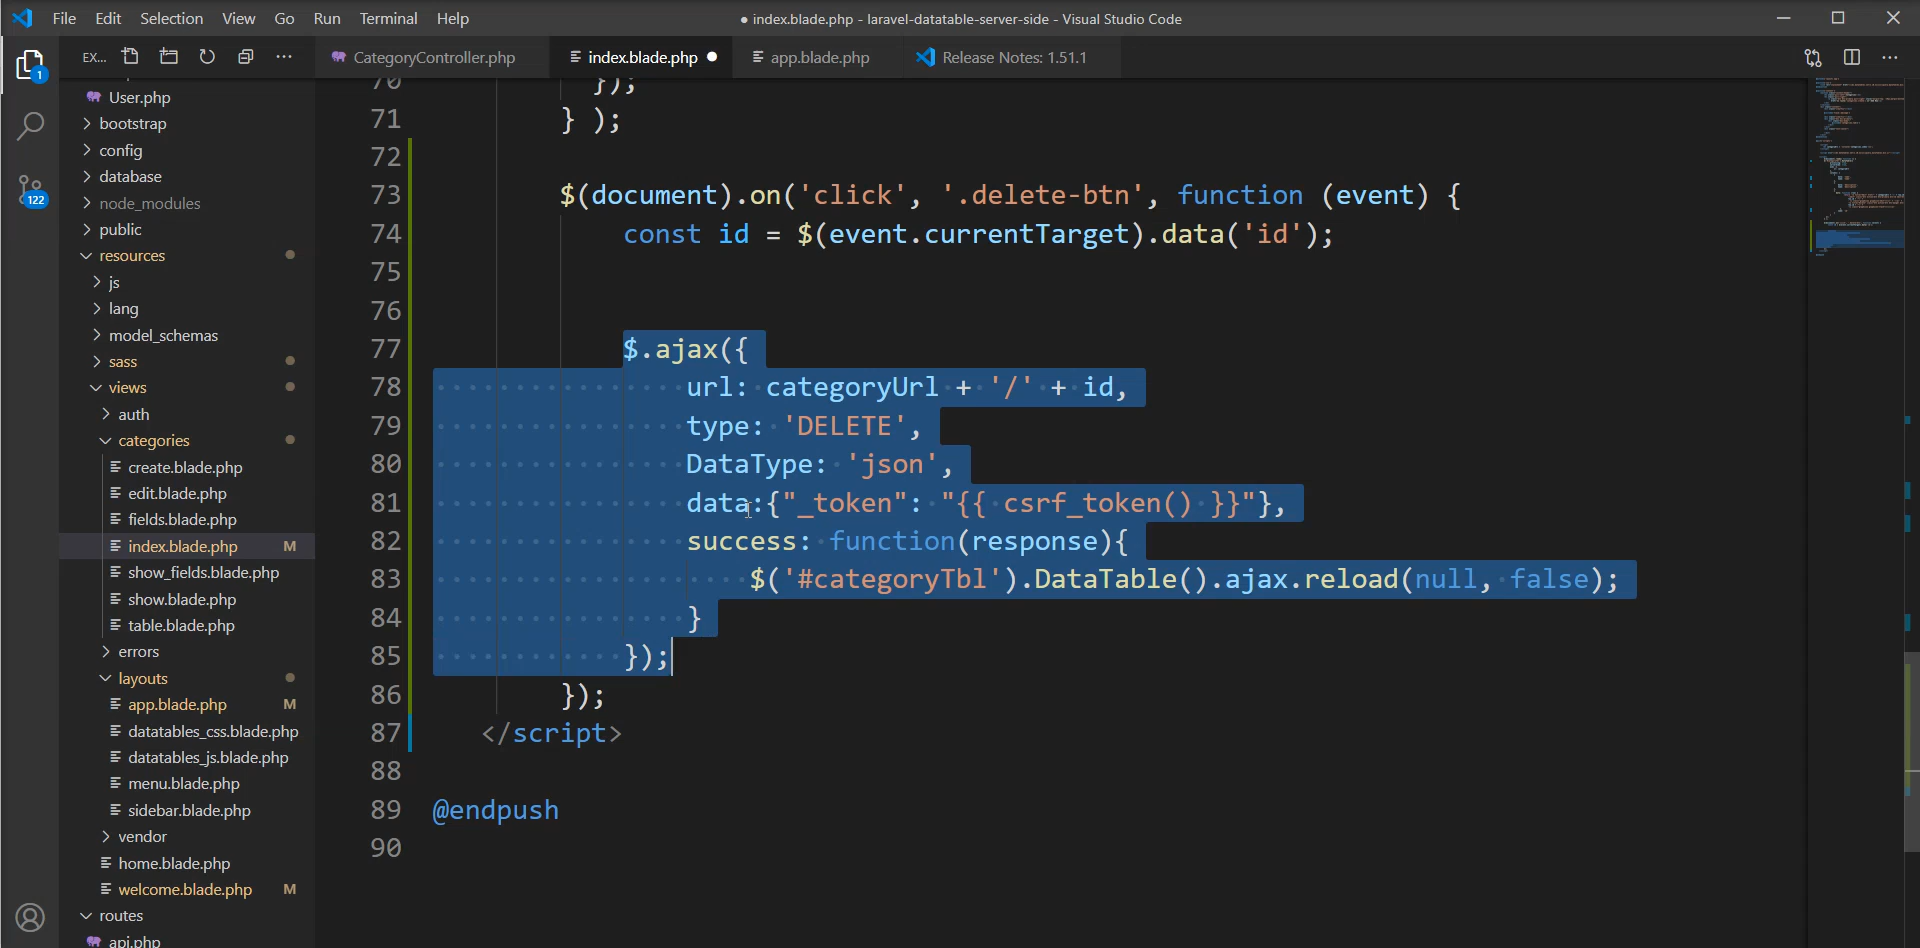 File Edit Selection View Go Run Terminal Help
● index.blade.php - laravel-datatable-server-side - Visual Studio Code
EX...
CategoryController.php
index.blade.php
app.blade.php
Release Notes: 1.51.1
1
122
User.php
bootstrap
config
database
node_modules
public
resources
js
lang
model_schemas
sass
views
auth
categories
create.blade.php
edit.blade.php
fields.blade.php
index.blade.php M
show_fields.blade.php
show.blade.php
table.blade.php
errors
layouts
app.blade.php M
datatables_css.blade.php
datatables_js.blade.php
menu.blade.php
sidebar.blade.php
vendor
home.blade.php
welcome.blade.php M
routes
api.php
70 });
71 } );
72
73 $(document).on('click', '.delete-btn', function (event) {
74 const id = $(event.currentTarget).data('id');
75
76
77 $.ajax({
78 url: categoryUrl + '/' + id,
79 type: 'DELETE',
80 DataType: 'json',
81 data:{"_token": "{{ csrf_token() }}"},
82 success: function(response){
83 $('#categoryTbl').DataTable().ajax.reload(null, false);
84 }
85 });
86 });
87 </script>
88
89 @endpush
90